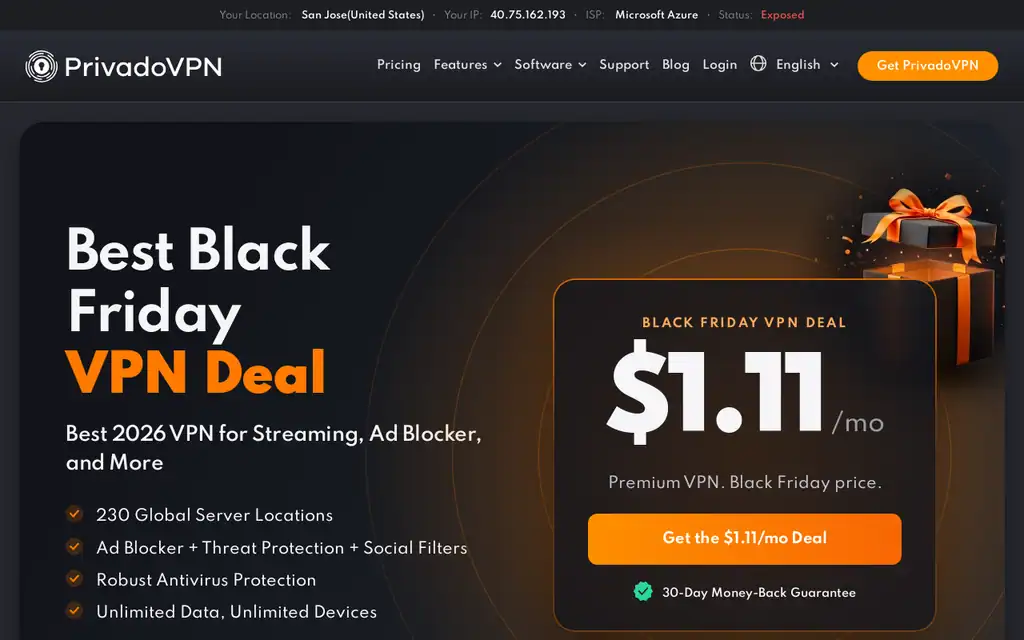 Your Location: San Jose(United States) · Your IP: 40.75.162.193 · ISP: Microsoft Azure · Status: Exposed
PrivadoVPN
Pricing Features Software Support Blog Login English Get PrivadoVPN
Best Black
Friday
VPN Deal
Best 2026 VPN for Streaming, Ad Blocker,
and More
230 Global Server Locations
Ad Blocker + Threat Protection + Social Filters
Robust Antivirus Protection
Unlimited Data, Unlimited Devices
BLACK FRIDAY VPN DEAL
$1.11 /mo
Premium VPN. Black Friday price.
Get the $1.11/mo Deal
30-Day Money-Back Guarantee